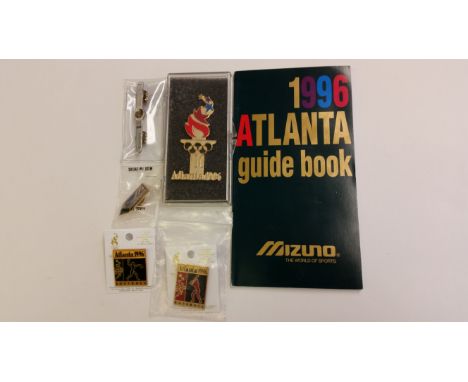 1996
ATLANTA
guide book
MIZUNO
THE WORLD OF SPORTS
Atlanta 1996
Atlanta 1996
Atlanta 1996